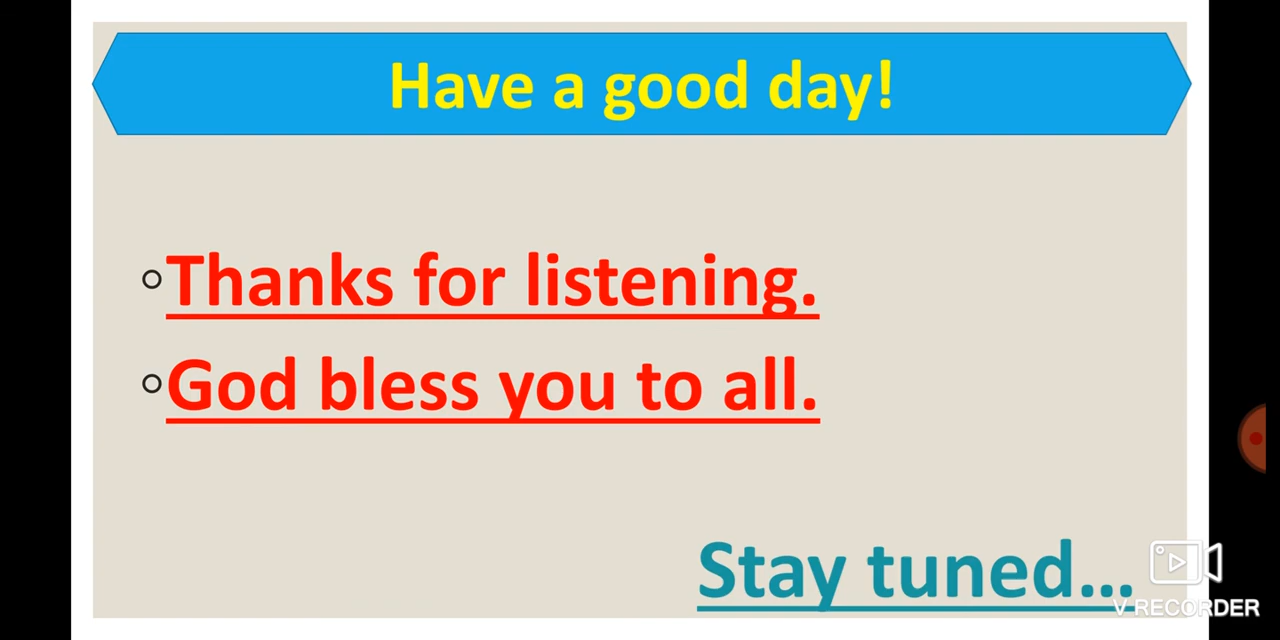 Have a good day!
Thanks for listening.
God bless you to all.
Stay tuned...
V RECORDER